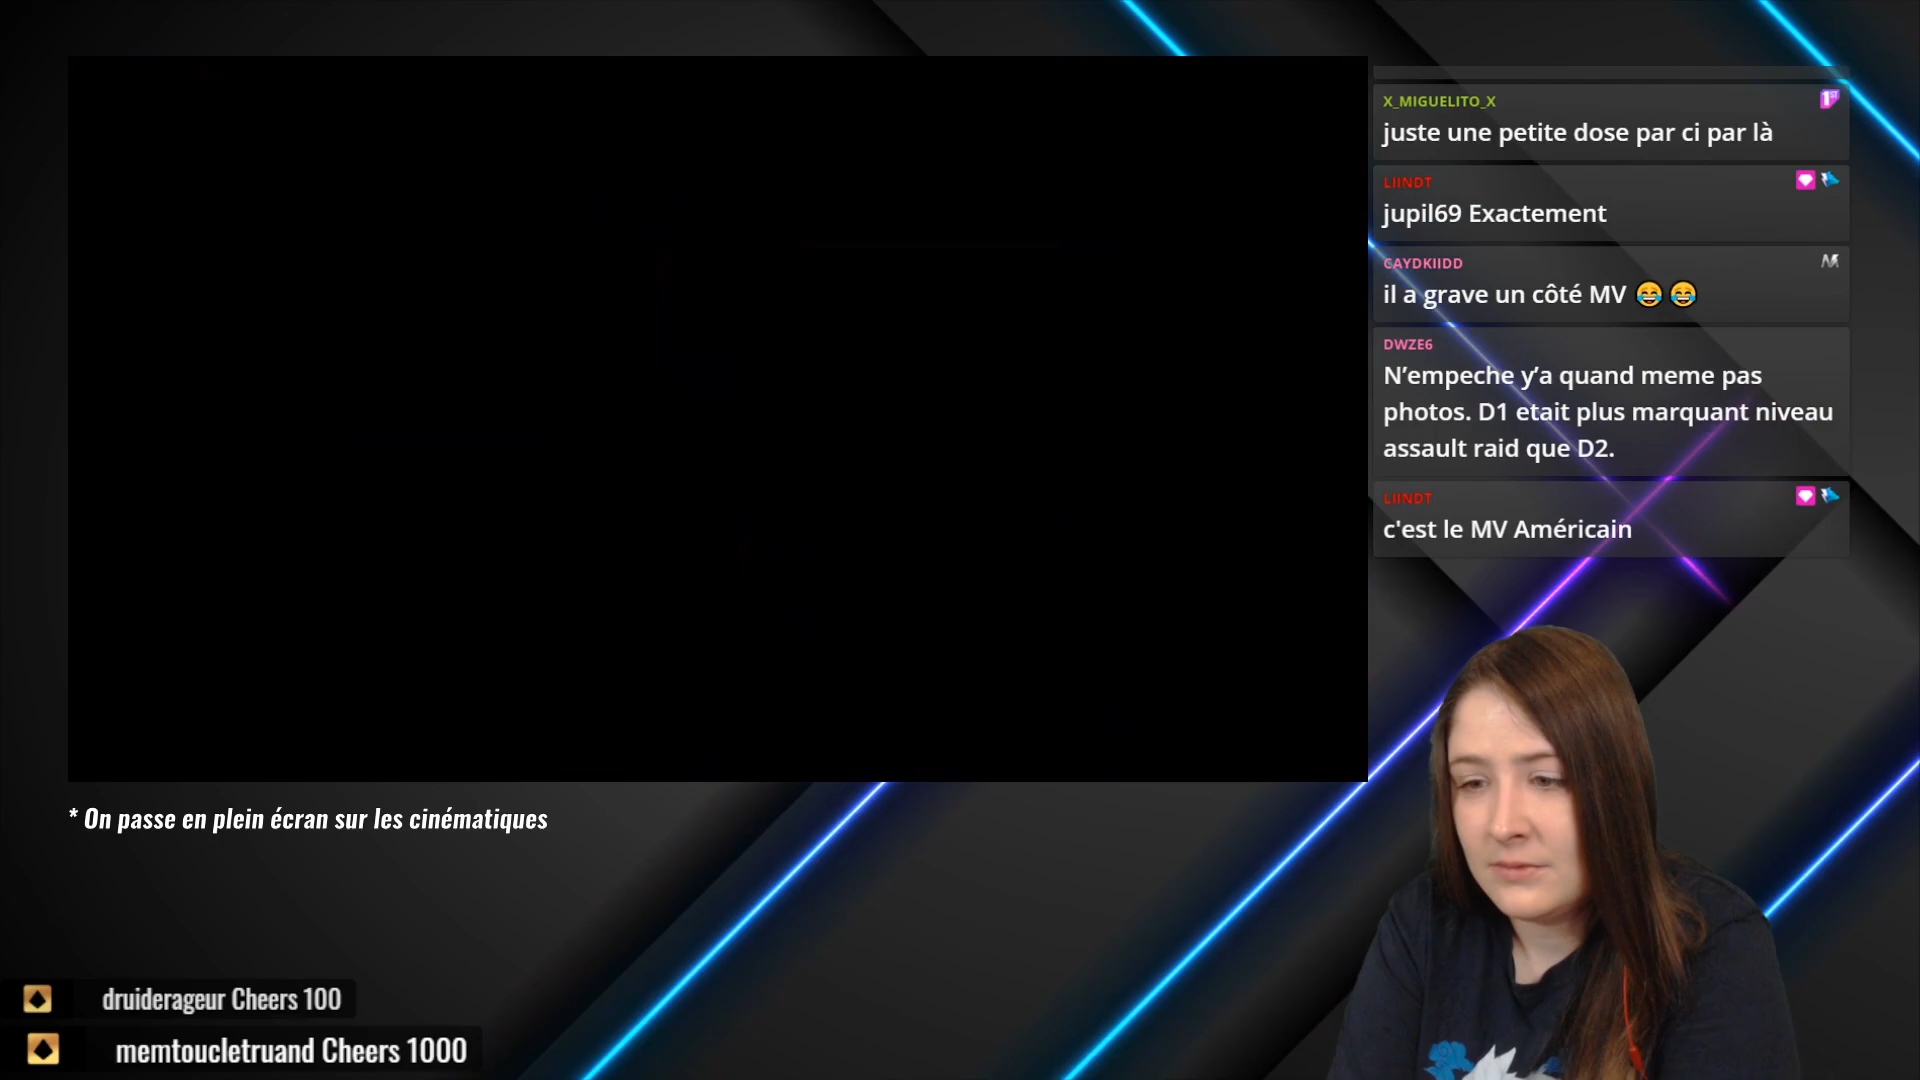 X_MIGUELITO_X
1ST
juste une petite dose par ci par là
LIINDT
jupil69 Exactement
CAYDKIIDD
il a grave un côté MV 😂 😂
DWZE6
N’empeche y’a quand meme pas
photos. D1 etait plus marquant niveau
assault raid que D2.
LIINDT
c'est le MV Américain
* On passe en plein écran sur les cinématiques
druiderageur Cheers 100
memtoucletruand Cheers 1000